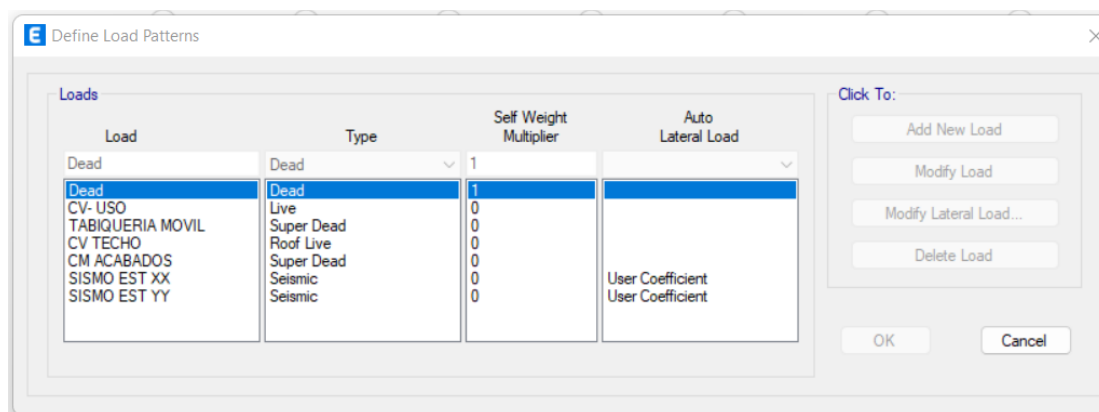 E Define Load Patterns
Loads
Click To:
Load Type Self Weight Multiplier Auto Lateral Load
Dead Dead 1
Dead Dead 1
CV- USO Live 0
TABIQUERIA MOVIL Super Dead 0
CV TECHO Roof Live 0
CM ACABADOS Super Dead 0
SISMO EST XX Seismic 0 User Coefficient
SISMO EST YY Seismic 0 User Coefficient
Add New Load
Modify Load
Modify Lateral Load...
Delete Load
OK Cancel